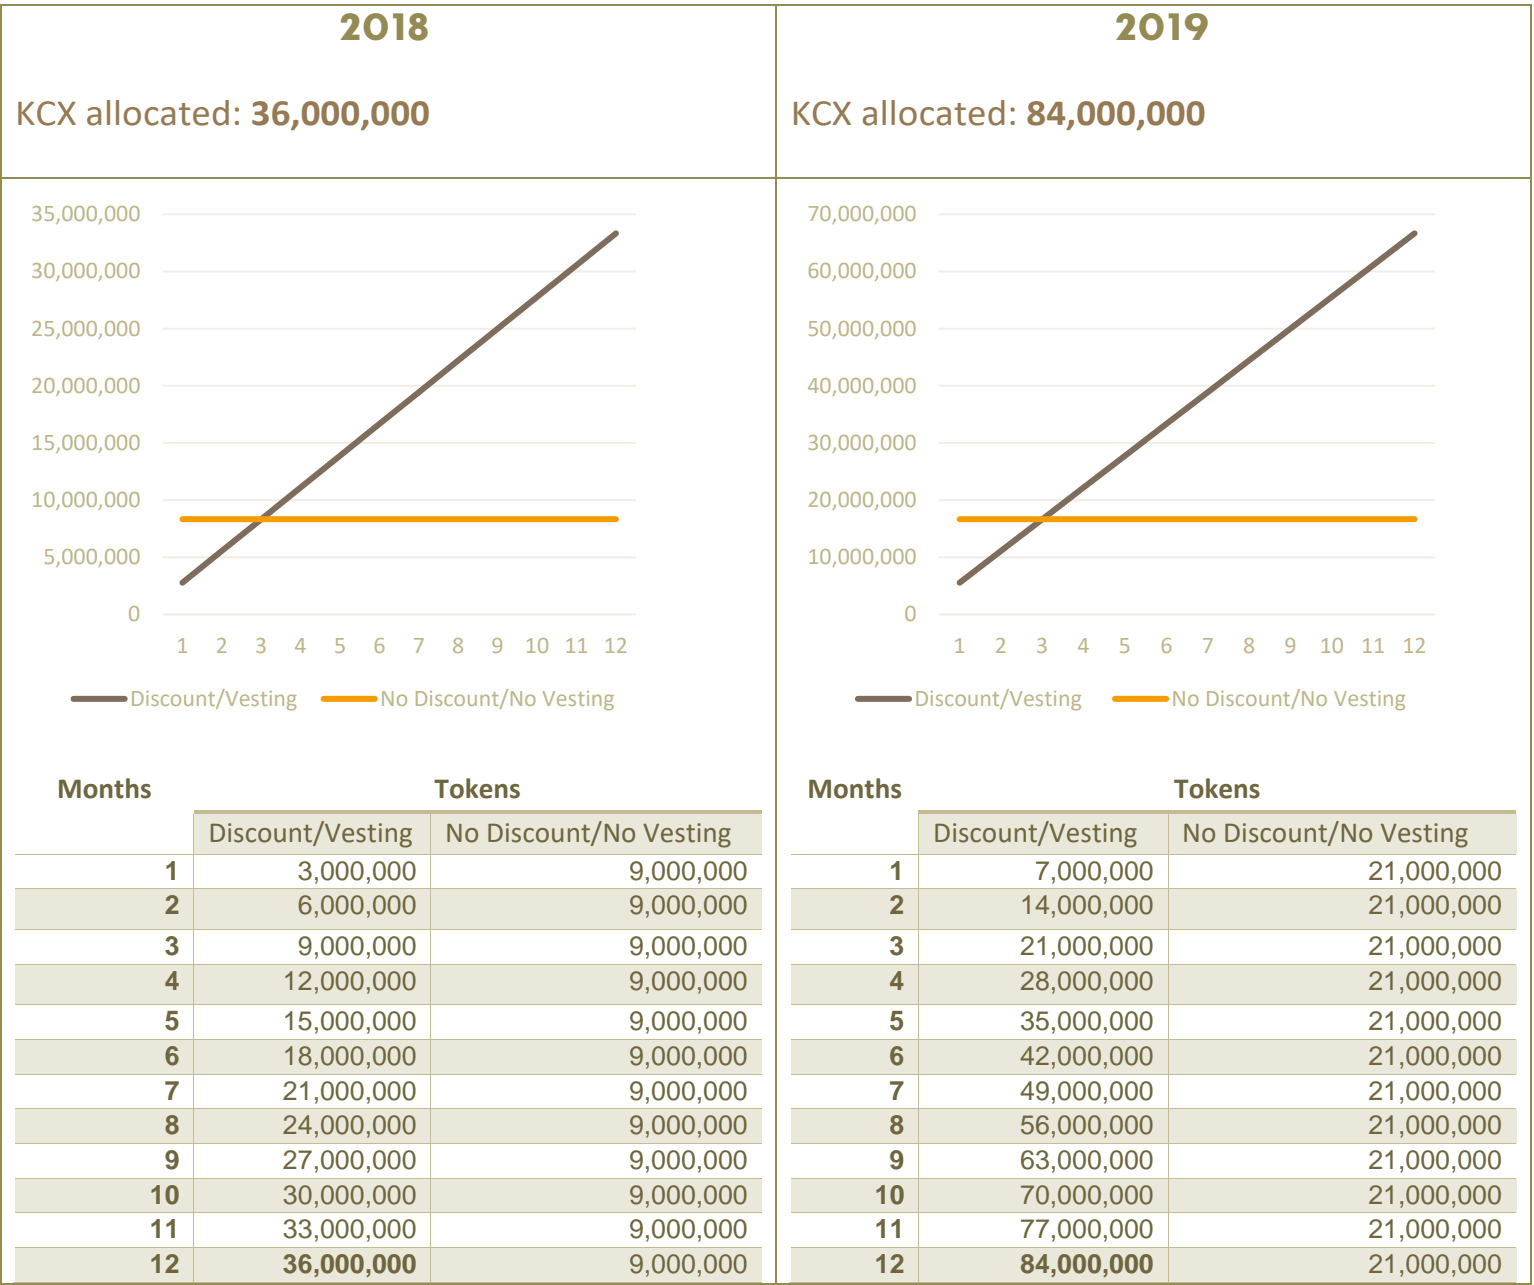 2018
KCX allocated: 36,000,000
35,000,000
30,000,000
25,000,000
20,000,000
15,000,000
10,000,000
5,000,000
0
1 2 3 4 5 6 7 8 9 10 11 12
Discount/Vesting No Discount/No Vesting
Months Tokens
Discount/Vesting No Discount/No Vesting
1 3,000,000 9,000,000
2 6,000,000 9,000,000
3 9,000,000 9,000,000
4 12,000,000 9,000,000
5 15,000,000 9,000,000
6 18,000,000 9,000,000
7 21,000,000 9,000,000
8 24,000,000 9,000,000
9 27,000,000 9,000,000
10 30,000,000 9,000,000
11 33,000,000 9,000,000
12 36,000,000 9,000,000
2019
KCX allocated: 84,000,000
70,000,000
60,000,000
50,000,000
40,000,000
30,000,000
20,000,000
10,000,000
0
1 2 3 4 5 6 7 8 9 10 11 12
Discount/Vesting No Discount/No Vesting
Months Tokens
Discount/Vesting No Discount/No Vesting
1 7,000,000 21,000,000
2 14,000,000 21,000,000
3 21,000,000 21,000,000
4 28,000,000 21,000,000
5 35,000,000 21,000,000
6 42,000,000 21,000,000
7 49,000,000 21,000,000
8 56,000,000 21,000,000
9 63,000,000 21,000,000
10 70,000,000 21,000,000
11 77,000,000 21,000,000
12 84,000,000 21,000,000